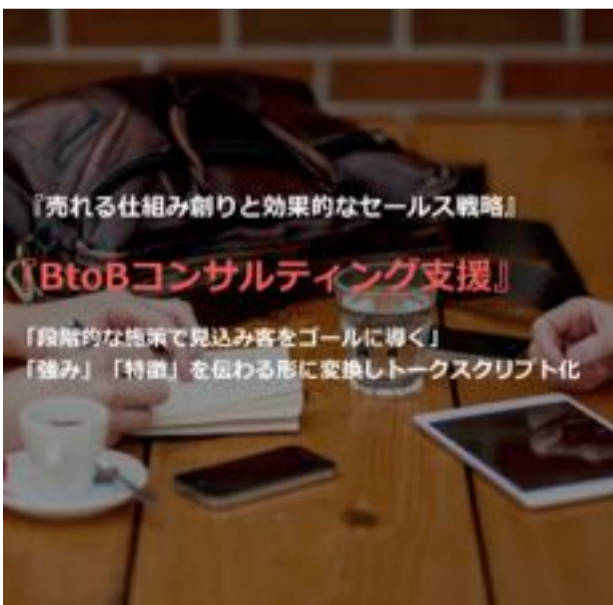 『売れる仕組み創りと効果的なセールス戦略』
『BtoBコンサルティング支援』
「段階的な施策で見込み客をゴールに導く」
「強み」「特徴」を伝わる形に変換しトークスクリプト化